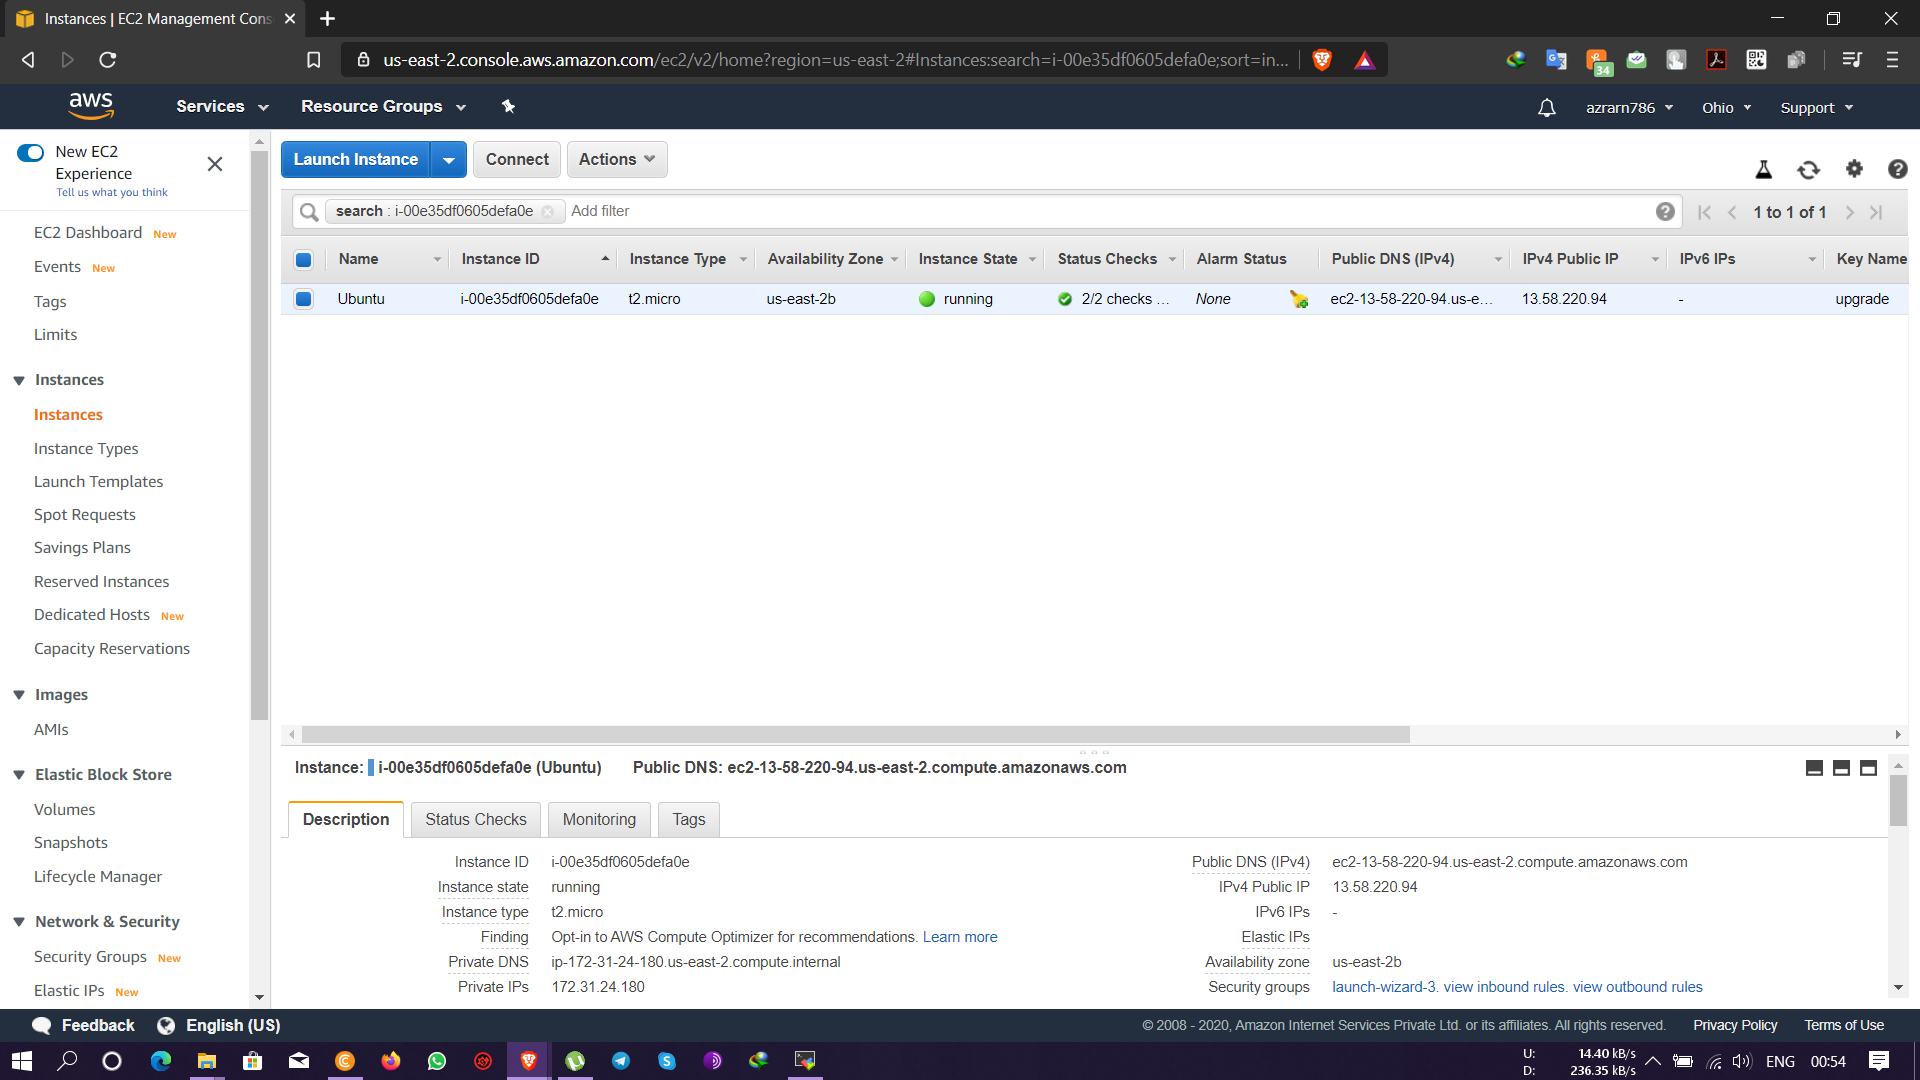 Instances | EC2 Management Cons
us-east-2.console.aws.amazon.com/ec2/v2/home?region=us-east-2#Instances:search=i-00e35df0605defa0e;sort=in...
34
aws
Services
Resource Groups
azrarn786
Ohio
Support
New EC2
Experience
Tell us what you think
EC2 Dashboard New
Events New
Tags
Limits
Instances
Instances
Instance Types
Launch Templates
Spot Requests
Savings Plans
Reserved Instances
Dedicated Hosts New
Capacity Reservations
Images
AMIs
Elastic Block Store
Volumes
Snapshots
Lifecycle Manager
Network & Security
Security Groups New
Elastic IPs New
Launch Instance
Connect
Actions
search : i-00e35df0605defa0e Add filter
1 to 1 of 1
Name Instance ID Instance Type Availability Zone Instance State Status Checks Alarm Status Public DNS (IPv4) IPv4 Public IP IPv6 IPs Key Name
Ubuntu i-00e35df0605defa0e t2.micro us-east-2b running 2/2 checks ... None ec2-13-58-220-94.us-e... 13.58.220.94 - upgrade
Instance: i-00e35df0605defa0e (Ubuntu) Public DNS: ec2-13-58-220-94.us-east-2.compute.amazonaws.com
Description Status Checks Monitoring Tags
Instance ID i-00e35df0605defa0e
Instance state running
Instance type t2.micro
Finding Opt-in to AWS Compute Optimizer for recommendations. Learn more
Private DNS ip-172-31-24-180.us-east-2.compute.internal
Private IPs 172.31.24.180
Public DNS (IPv4) ec2-13-58-220-94.us-east-2.compute.amazonaws.com
IPv4 Public IP 13.58.220.94
IPv6 IPs -
Elastic IPs
Availability zone us-east-2b
Security groups launch-wizard-3. view inbound rules. view outbound rules
Feedback English (US)
© 2008 - 2020, Amazon Internet Services Private Ltd. or its affiliates. All rights reserved. Privacy Policy Terms of Use
U: 14.40 kB/s
D: 236.35 kB/s
ENG 00:54